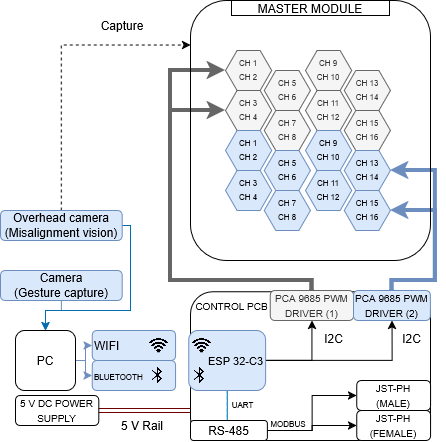 MASTER MODULE
Capture
CH 1
CH 2
CH 3
CH 4
CH 5
CH 6
CH 7
CH 8
CH 9
CH 10
CH 11
CH 12
CH 13
CH 14
CH 15
CH 16
CH 1
CH 2
CH 3
CH 4
CH 5
CH 6
CH 7
CH 8
CH 9
CH 10
CH 11
CH 12
CH 13
CH 14
CH 15
CH 16
Overhead camera
(Misalignment vision)
Camera
(Gesture capture)
CONTROL PCB
PCA 9685 PWM
DRIVER (1)
PCA 9685 PWM
DRIVER (2)
I2C
I2C
PC
WIFI
BLUETOOTH
ESP 32-C3
5 V DC POWER
SUPPLY
5 V Rail
UART
RS-485
MODBUS
JST-PH
(MALE)
JST-PH
(FEMALE)